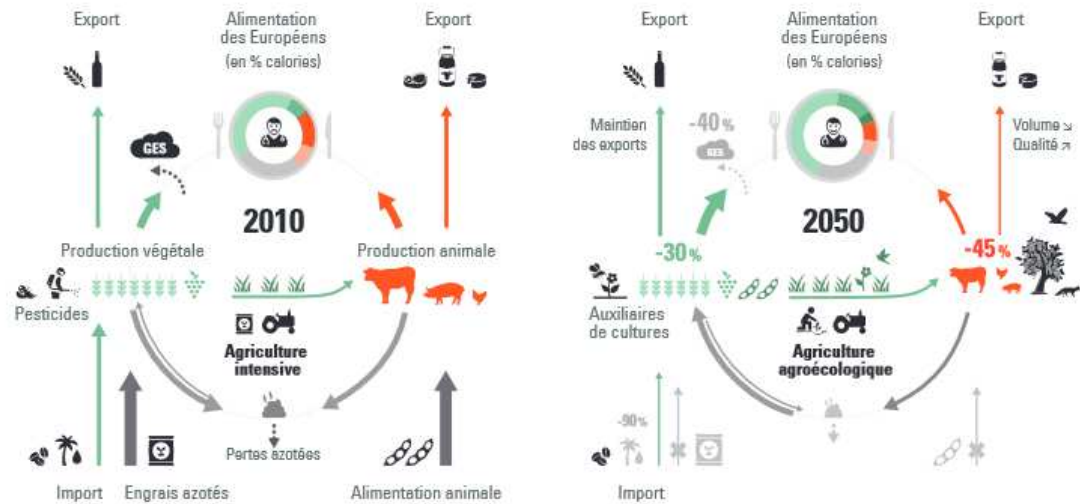 Export
Alimentation
des Européens
(en % calories)
Export
GES
2010
Production végétale
Production animale
Pesticides
Agriculture
intensive
Pertes azotées
Import
Engrais azotés
Alimentation animale
Export
Alimentation
des Européens
(en % calories)
Export
Maintien
des exports
-40 %
GES
Volume ↘
Qualité ↗
2050
-30 %
-45 %
Auxiliaires
de cultures
Agriculture
agroécologique
-90%
Import